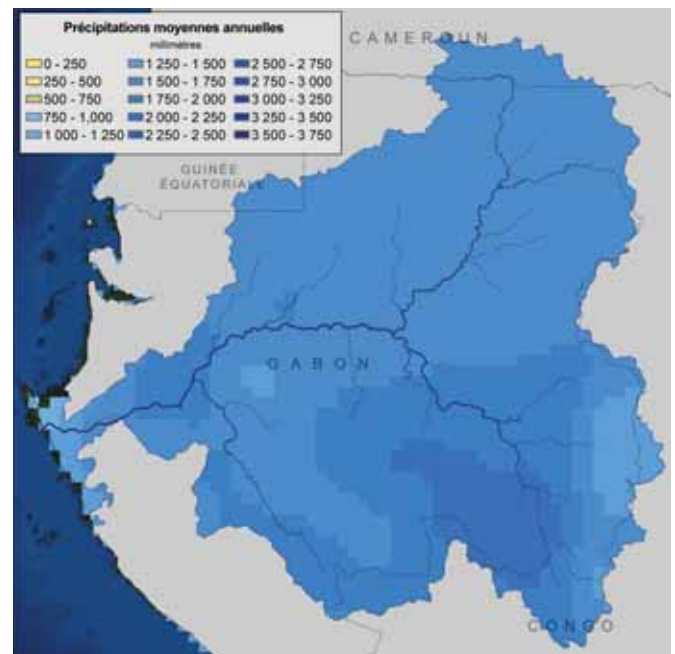 Précipitations moyennes annuelles
millimètres
0 - 250
250 - 500
500 - 750
750 - 1,000
1 000 - 1 250
1 250 - 1 500
1 500 - 1 750
1 750 - 2 000
2 000 - 2 250
2 250 - 2 500
2 500 - 2 750
2 750 - 3 000
3 000 - 3 250
3 250 - 3 500
3 500 - 3 750
CAMEROUN
GUINÉE
ÉQUATORIALE
GABON
CONGO